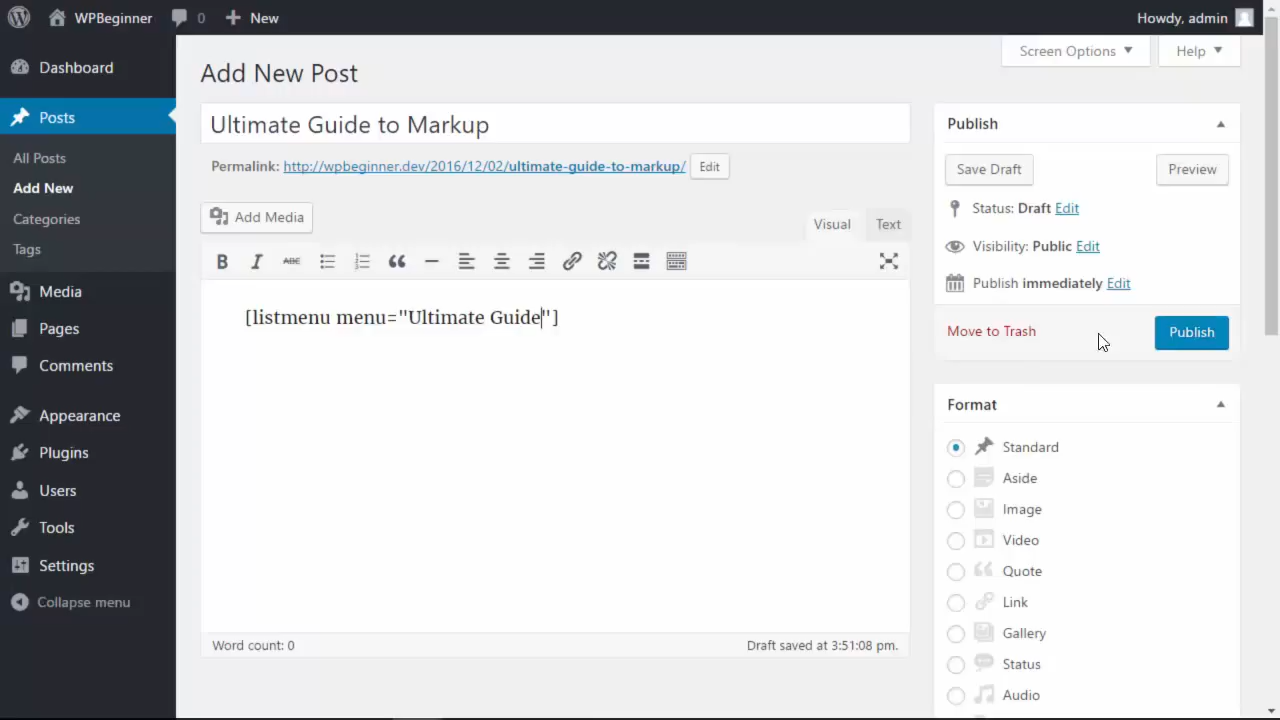 WPBeginner 0 + New Howdy, admin
Screen Options Help
Dashboard
Posts
All Posts
Add New
Categories
Tags
Media
Pages
Comments
Appearance
Plugins
Users
Tools
Settings
Collapse menu
Add New Post
Ultimate Guide to Markup
Permalink: http://wpbeginner.dev/2016/12/02/ultimate-guide-to-markup/ Edit
Add Media
Visual Text
B I ABC
[listmenu menu="Ultimate Guide"]
Word count: 0 Draft saved at 3:51:08 pm.
Publish
Save Draft Preview
Status: Draft Edit
Visibility: Public Edit
Publish immediately Edit
Move to Trash Publish
Format
Standard
Aside
Image
Video
Quote
Link
Gallery
Status
Audio